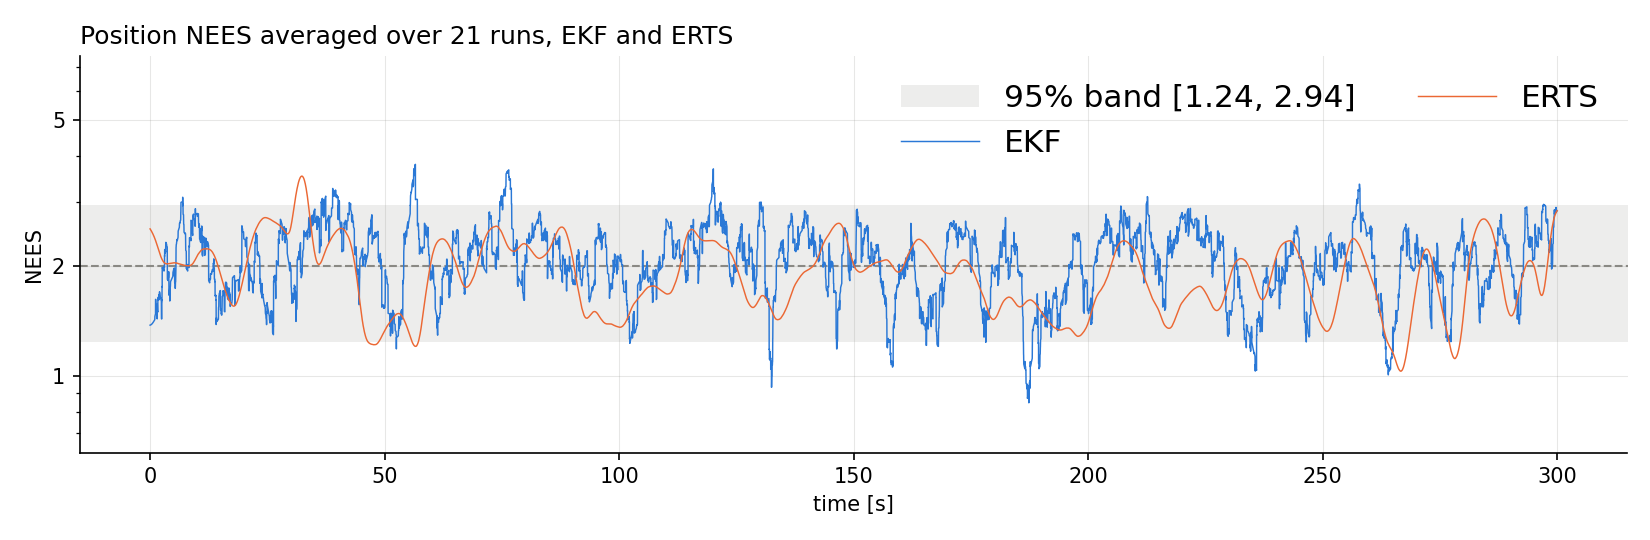 Position NEES averaged over 21 runs, EKF and ERTS
95% band [1.24, 2.94]
ERTS
EKF
5
2
1
NEES
0
50
100
150
200
250
300
time [s]